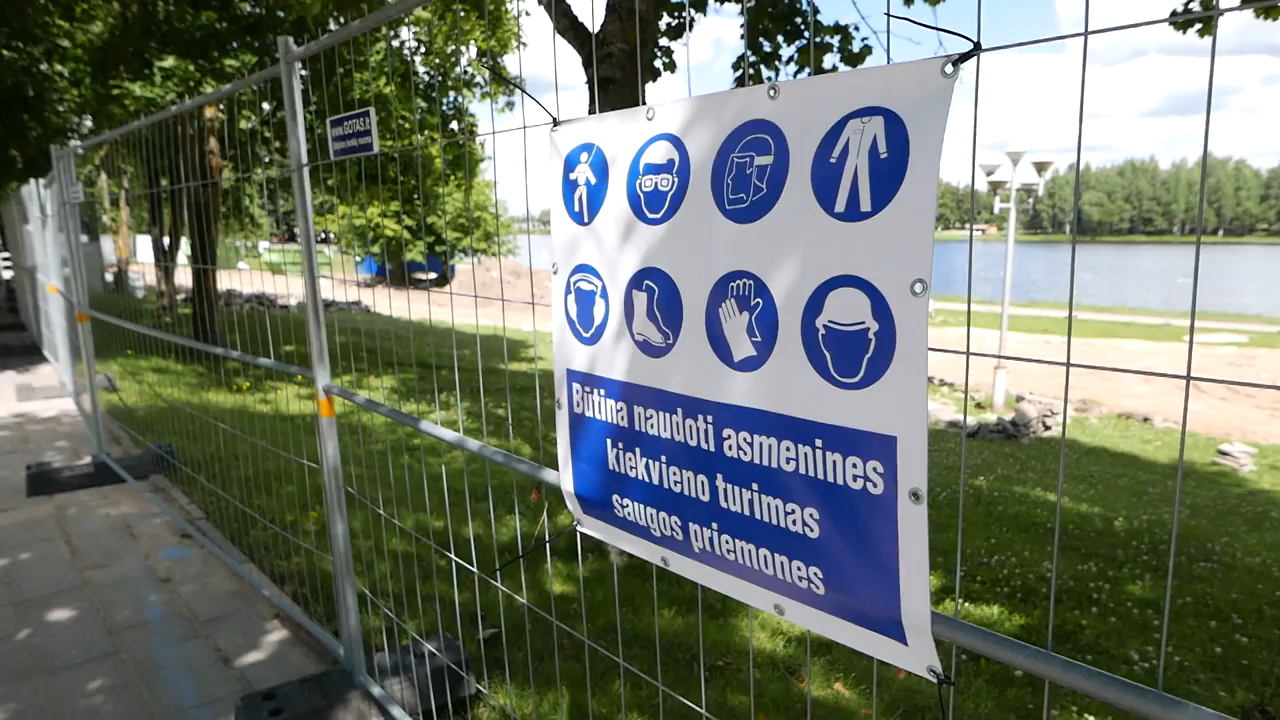 www.GOTAS.lt
Būtina naudoti asmenines
kiekvieno turimas
saugos priemones